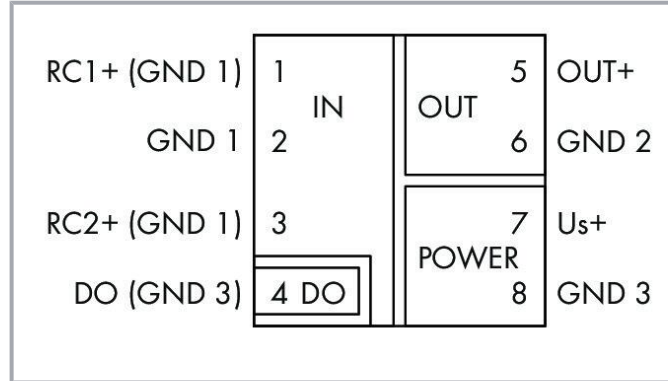 RC1+ (GND 1) 1 5 OUT+
IN OUT
GND 1 2 6 GND 2
RC2+ (GND 1) 3 7 Us+
POWER
DO (GND 3) 4 DO 8 GND 3